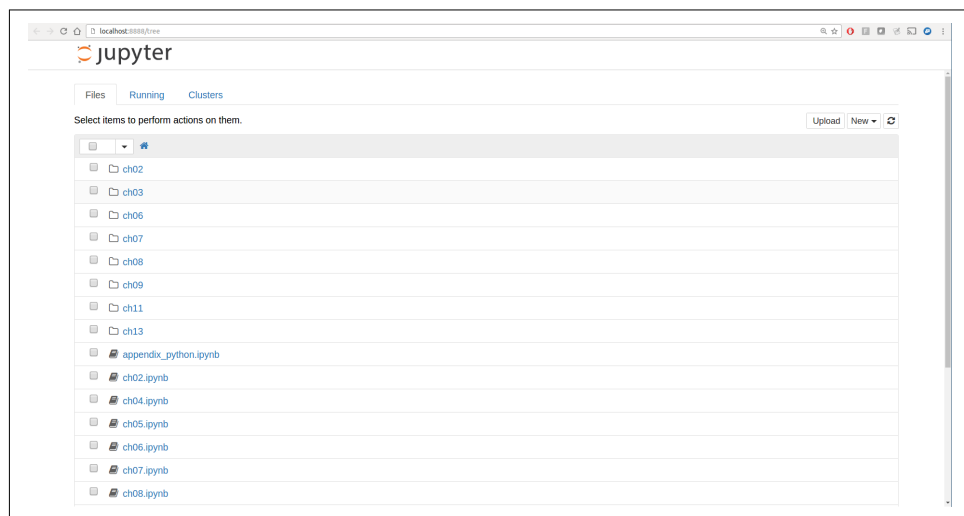 localhost:8888/tree
jupyter
Files Running Clusters
Select items to perform actions on them.
Upload New
ch02
ch03
ch06
ch07
ch08
ch09
ch11
ch13
appendix_python.ipynb
ch02.ipynb
ch04.ipynb
ch05.ipynb
ch06.ipynb
ch07.ipynb
ch08.ipynb